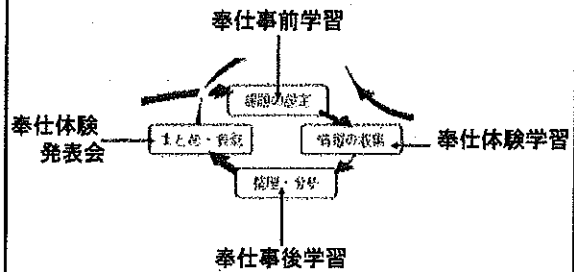 奉仕事前学習
課題の設定
奉仕体験
発表会
まとめ・表現
情報の収集
奉仕体験学習
整理・分析
奉仕事後学習